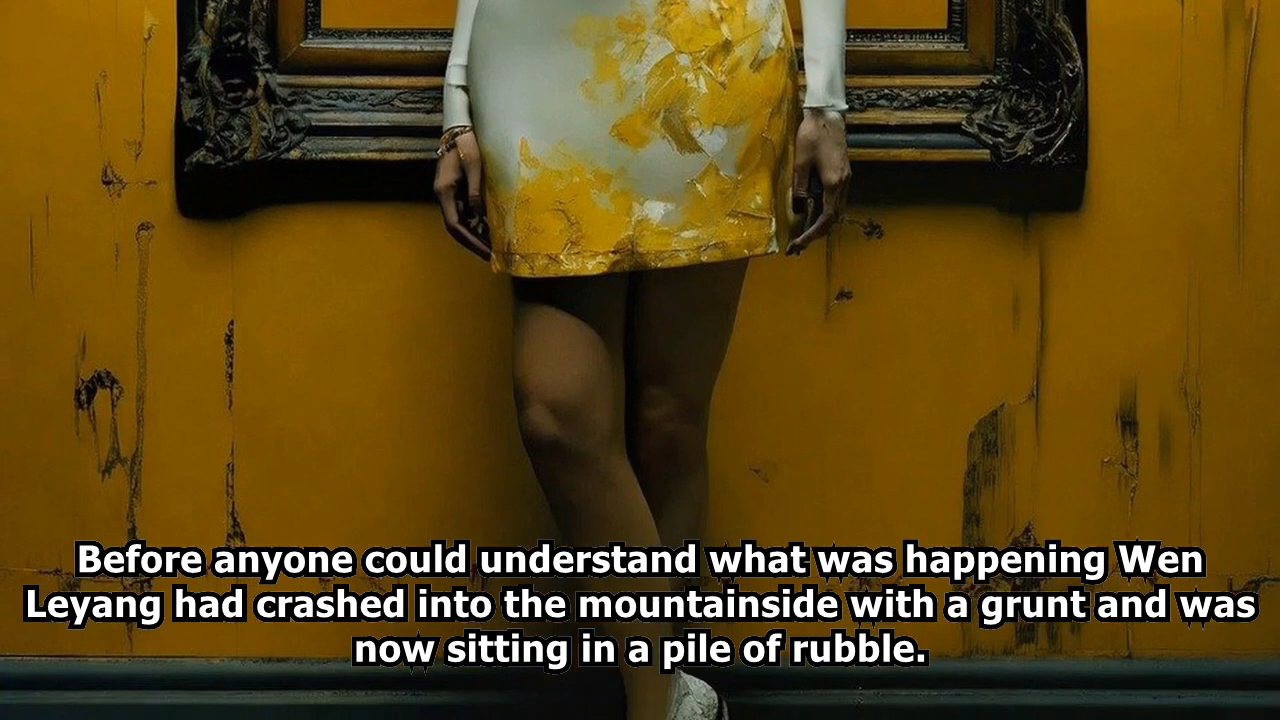 Before anyone could understand what was happening Wen
Leyang had crashed into the mountainside with a grunt and was
now sitting in a pile of rubble.